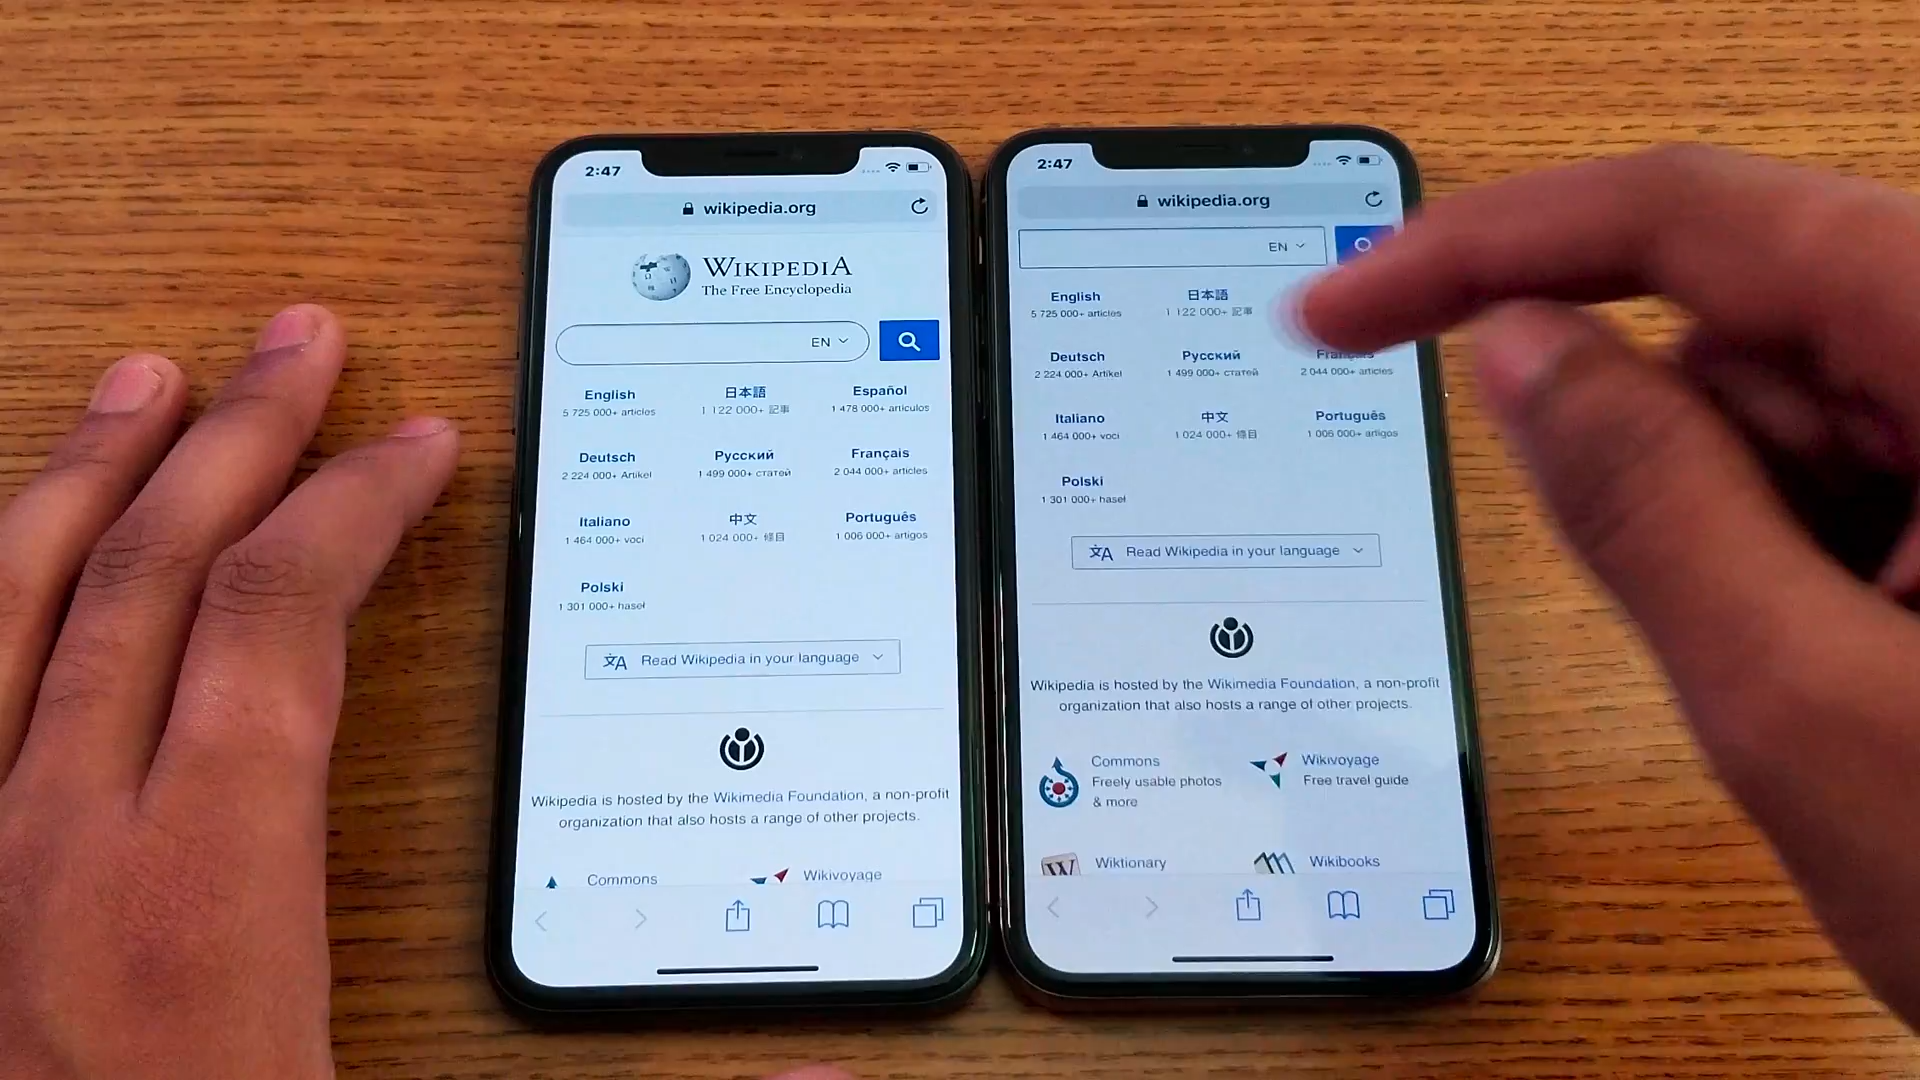 2:47
wikipedia.org
WIKIPEDIA
The Free Encyclopedia
EN
English
5 725 000+ articles
日本語
1 122 000+ 記事
Español
1 478 000+ artículos
Deutsch
2 224 000+ Artikel
Русский
1 499 000+ статей
Français
2 044 000+ articles
Italiano
1 464 000+ voci
中文
1 024 000+ 條目
Português
1 006 000+ artigos
Polski
1 301 000+ haseł
Read Wikipedia in your language
Wikipedia is hosted by the Wikimedia Foundation, a non-profit
organization that also hosts a range of other projects.
Commons
Wikivoyage
2:47
wikipedia.org
EN
English
5 725 000+ articles
日本語
1 122 000+ 記事
Deutsch
2 224 000+ Artikel
Русский
1 499 000+ статей
Français
2 044 000+ articles
Italiano
1 464 000+ voci
中文
1 024 000+ 條目
Português
1 006 000+ artigos
Polski
1 301 000+ haseł
Read Wikipedia in your language
Wikipedia is hosted by the Wikimedia Foundation, a non-profit
organization that also hosts a range of other projects.
Commons
Freely usable photos
& more
Wikivoyage
Free travel guide
W
Wiktionary
Wikibooks